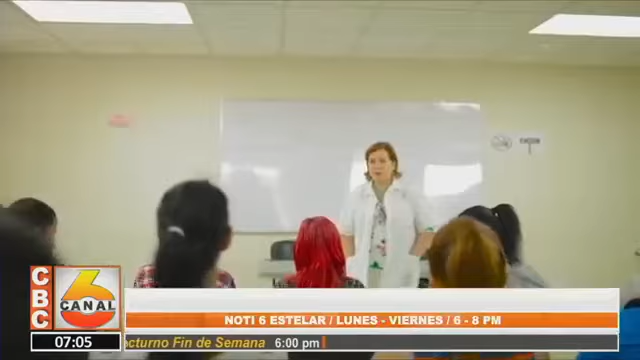 CBC
6
CANAL
NOTI 6 ESTELAR / LUNES - VIERNES / 6 - 8 PM
07:05
cturno Fin de Semana 6:00 pm